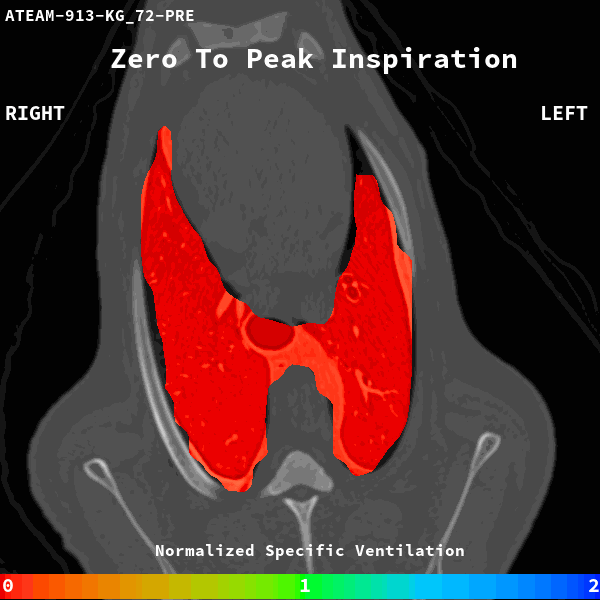 ATEAM-913-KG_72-PRE
Zero To Peak Inspiration
RIGHT
LEFT
Normalized Specific Ventilation
0
1
2